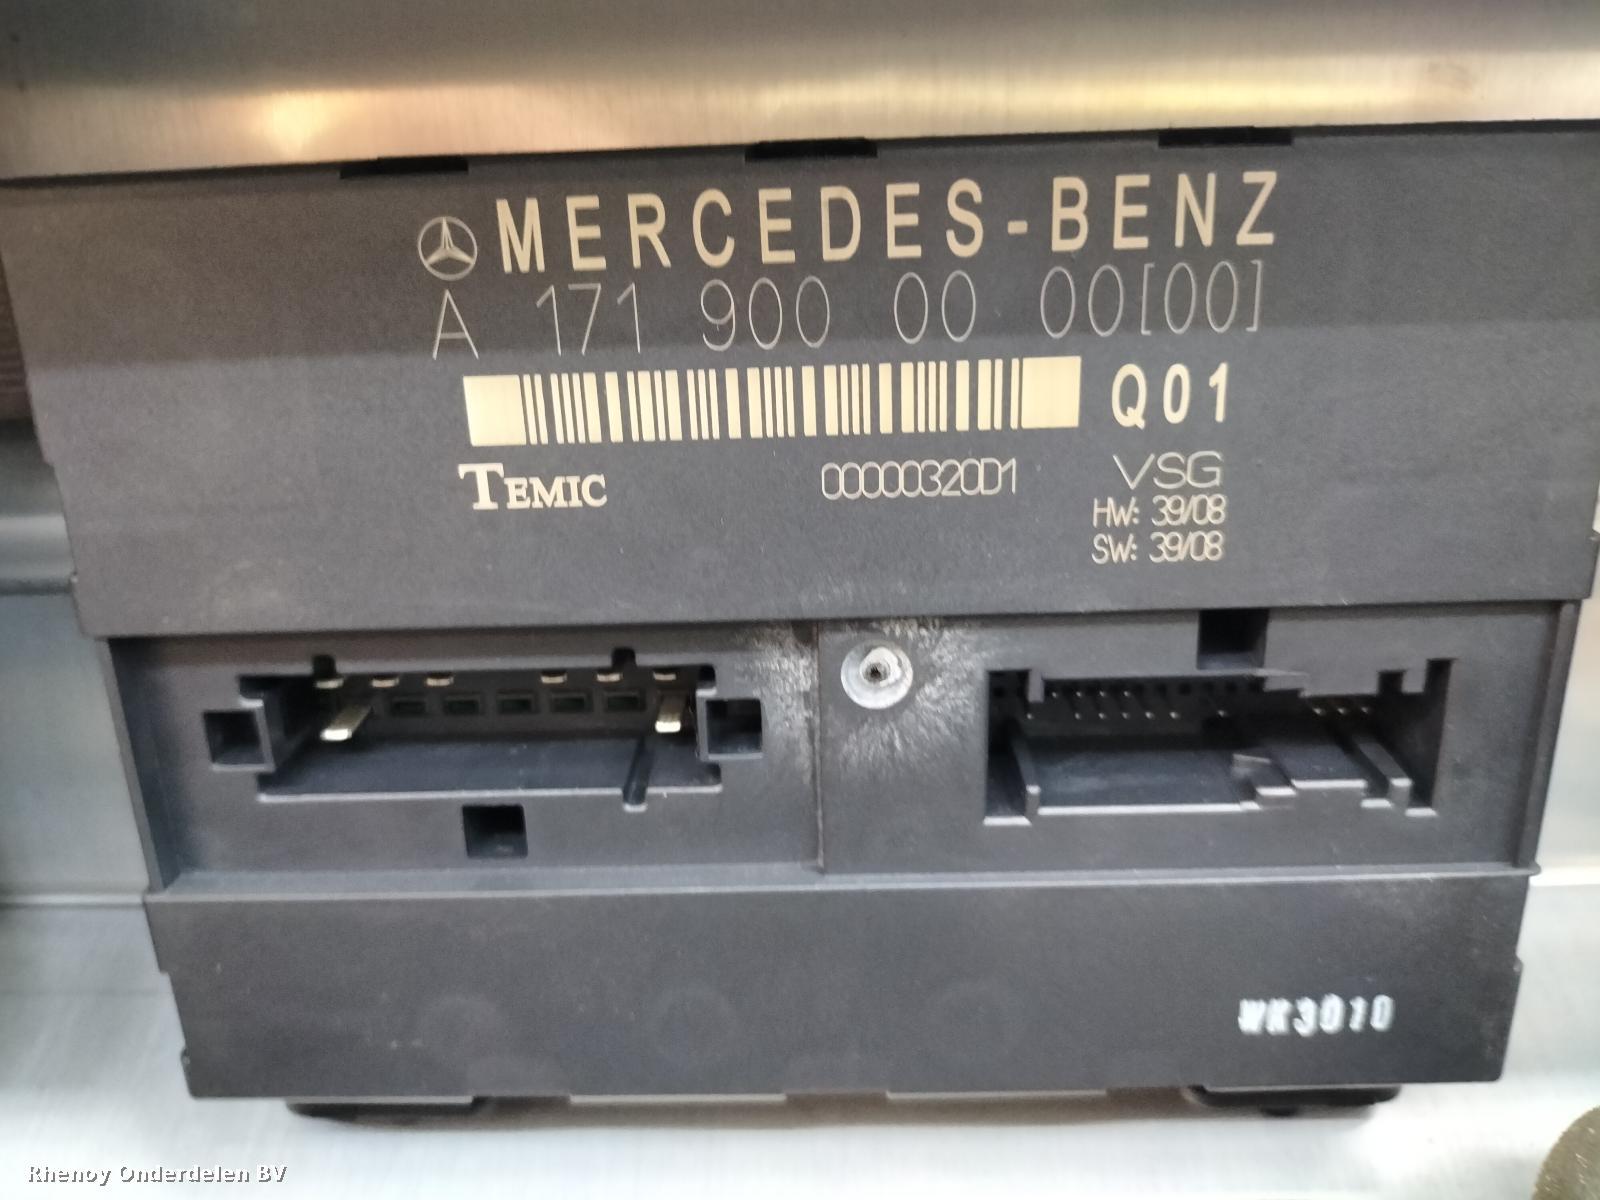 MERCEDES-BENZ
A 171 900 00 00[00]
Q01
TEMIC 00000320D1 VSG
HW: 39/08
SW: 39/08
WK3010
Rhenoy Onderdelen BV